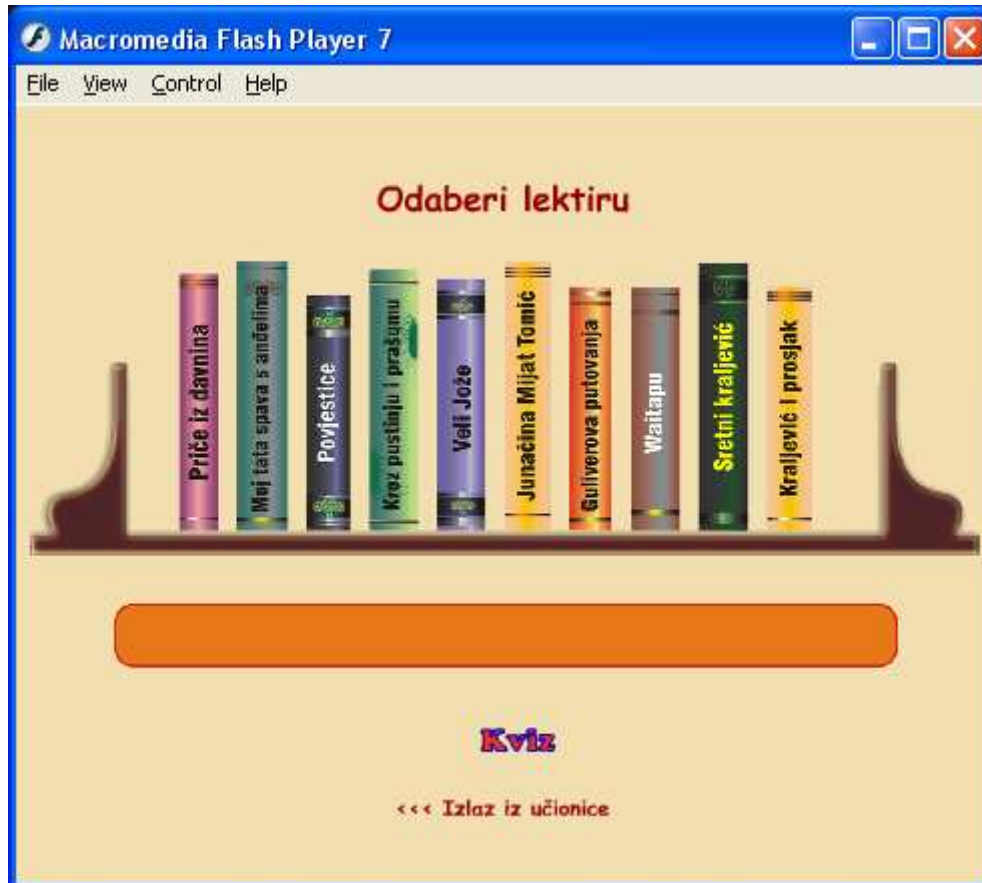 Macromedia Flash Player 7
File View Control Help
Odaberi lektiru
Priče iz davnina
Moj tata spava s anđelima
Povjestice
Kroz pustinju i prašumu
Veli Jože
Junačina Mijat Tomić
Guliverova putovanja
Waitapu
Sretni kraljević
Kraljević i prosjak
Kviz
<<< Izlaz iz učionice